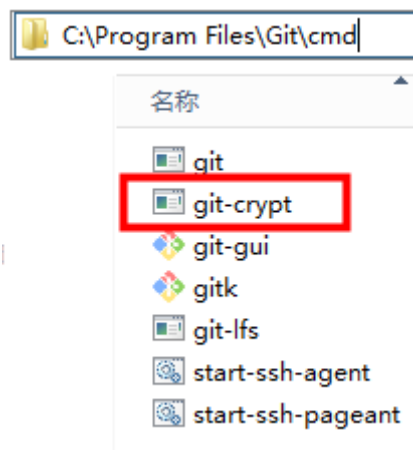 C:\Program Files\Git\cmd
名称
git
git-crypt
git-gui
gitk
git-lfs
start-ssh-agent
start-ssh-pageant